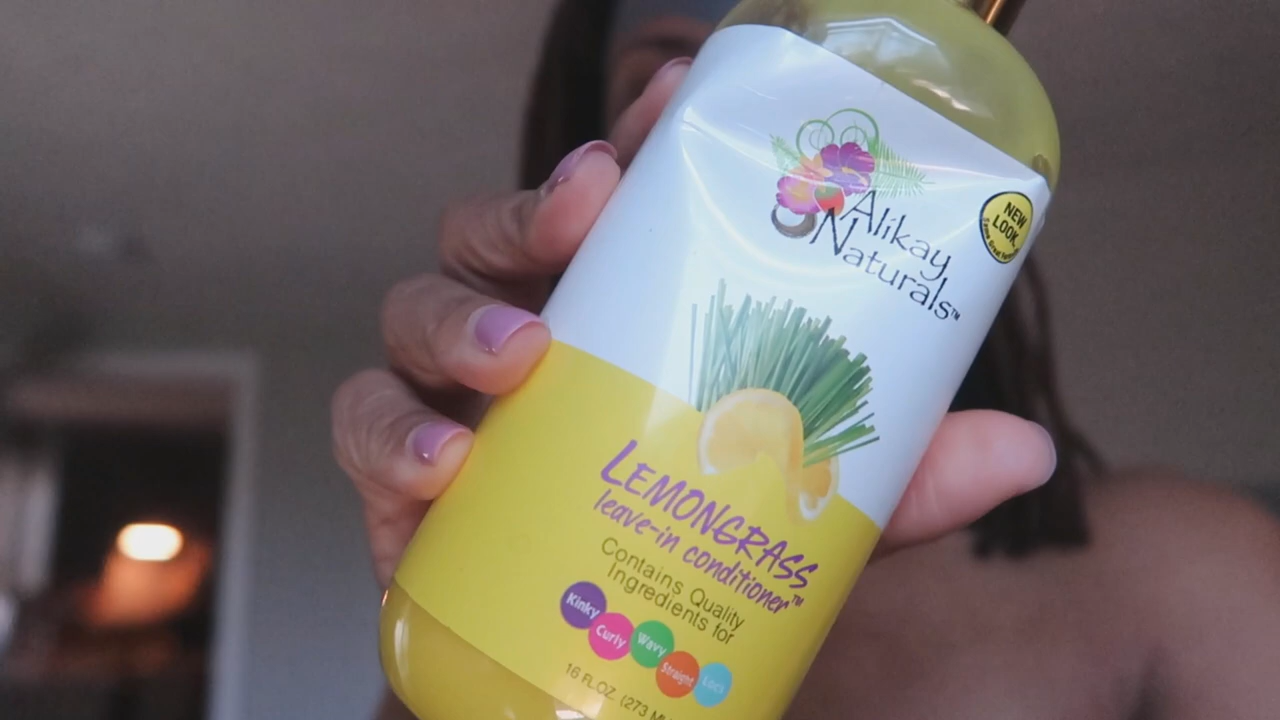 Alikay
Naturals™
NEW
LOOK
LEMONGRASS
leave-in conditioner™
Contains Quality
Ingredients for
Kinky
Curly
Wavy
Straight
Locs
16 FL.OZ. (273 M